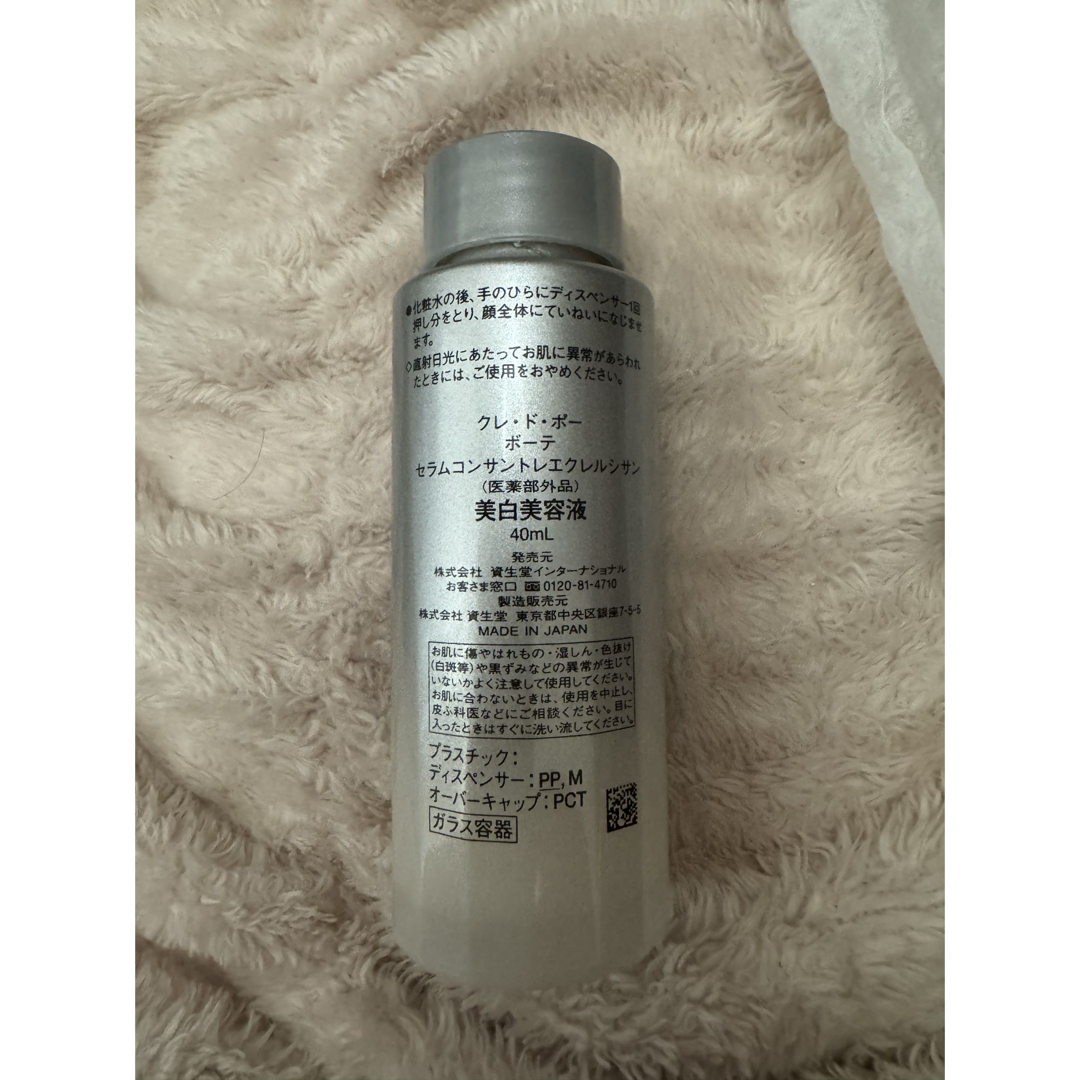 ●化粧水の後、手のひらにディスペンサー1回
押し分をとり、顔全体にていねいになじませ
ます。
◇直射日光にあたってお肌に異常があらわれ
たときには、ご使用をおやめください。
クレ・ド・ポー
ボーテ
セラムコンサントレエクレルシサン
(医薬部外品)
美白美容液
40mL
発売元
株式会社 資生堂インターナショナル
お客さま窓口 0120-81-4710
製造販売元
株式会社 資生堂 東京都中央区銀座7-5-5
MADE IN JAPAN
お肌に傷やはれもの・湿しん・色抜け
(白斑等)や黒ずみなどの異常が生じて
いないかよく注意して使用してください。
お肌に合わないときは、使用を中止し、
皮ふ科医などにご相談ください。目に
入ったときはすぐに洗い流してください。
プラスチック:
ディスペンサー:PP,M
オーバーキャップ:PCT
ガラス容器